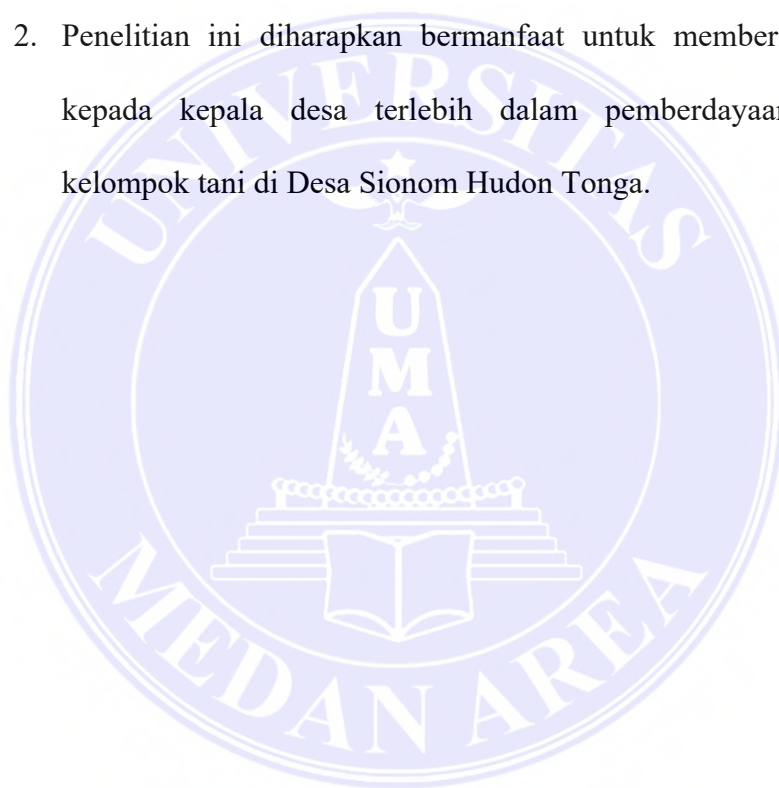 2. Penelitian ini diharapkan bermanfaat untuk member
kepada kepala desa terlebih dalam pemberdayaan
kelompok tani di Desa Sionom Hudon Tonga.
UNIVERSITAS
UMA
MEDAN AREA